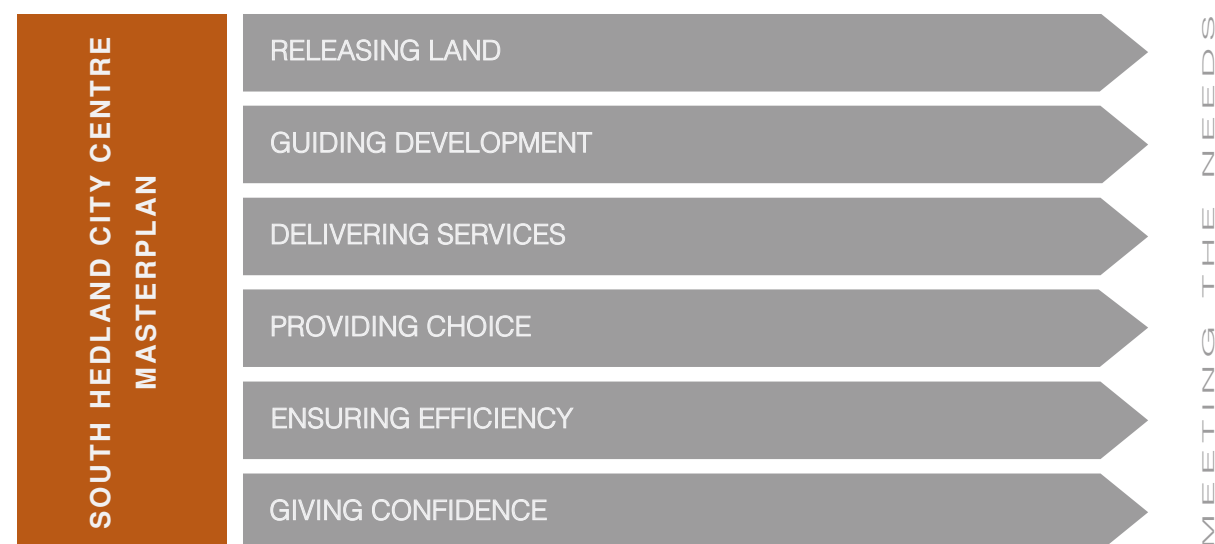 SOUTH HEDLAND CITY CENTRE
MASTERPLAN
RELEASING LAND
GUIDING DEVELOPMENT
DELIVERING SERVICES
PROVIDING CHOICE
ENSURING EFFICIENCY
GIVING CONFIDENCE
MEETING THE NEEDS